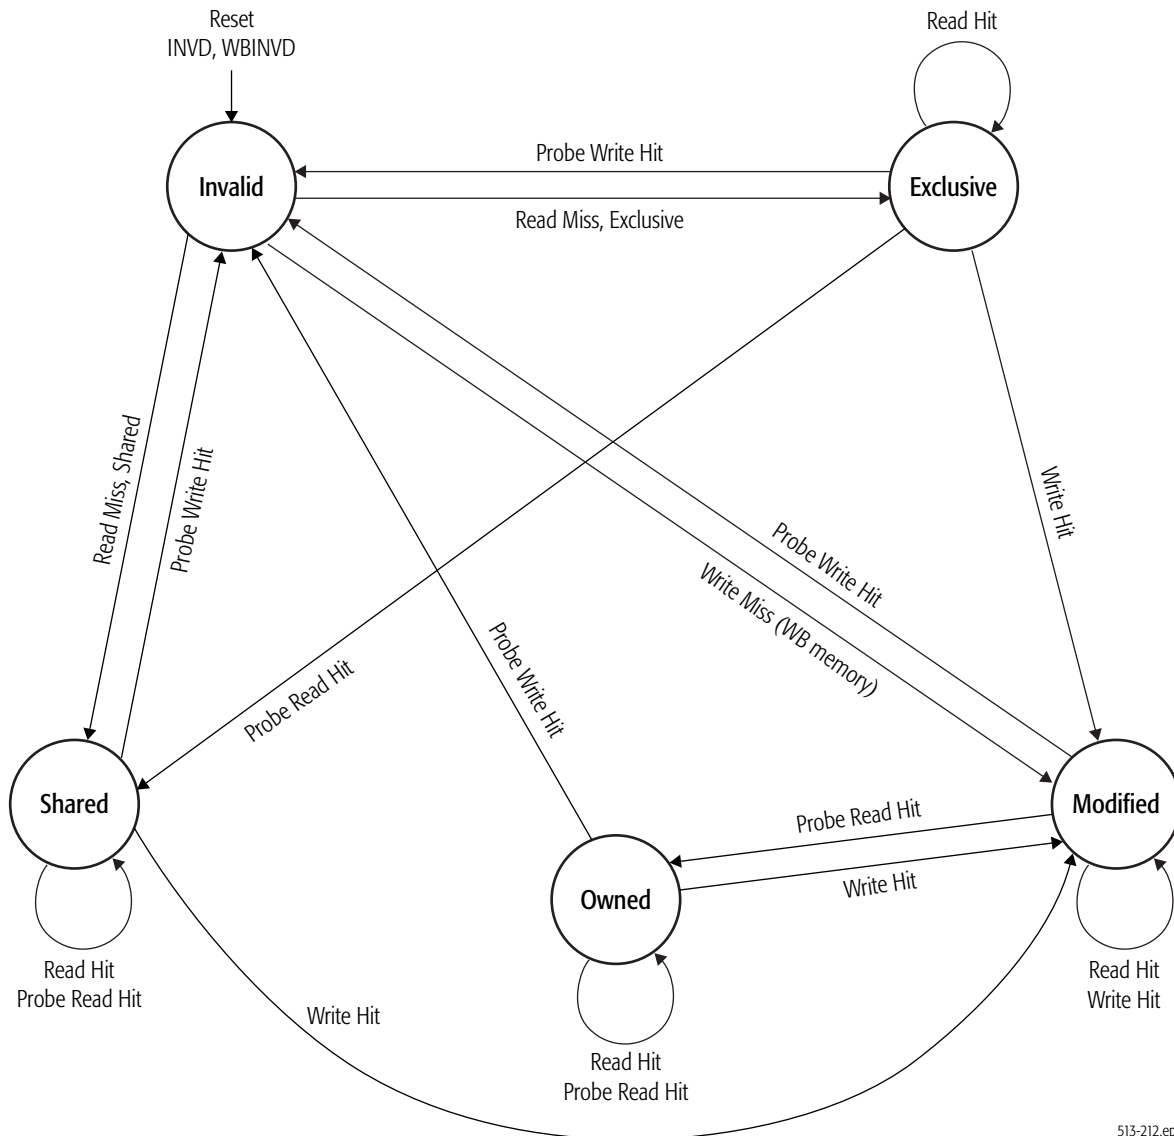 Reset
INVD, WBINVD
Read Hit
Invalid
Probe Write Hit
Exclusive
Read Miss, Exclusive
Read Miss, Shared
Probe Write Hit
Probe Write Hit
Write Miss (WB memory)
Write Hit
Probe Write Hit
Probe Read Hit
Shared
Probe Read Hit
Modified
Owned
Write Hit
Read Hit
Probe Read Hit
Write Hit
Read Hit
Probe Read Hit
Read Hit
Write Hit